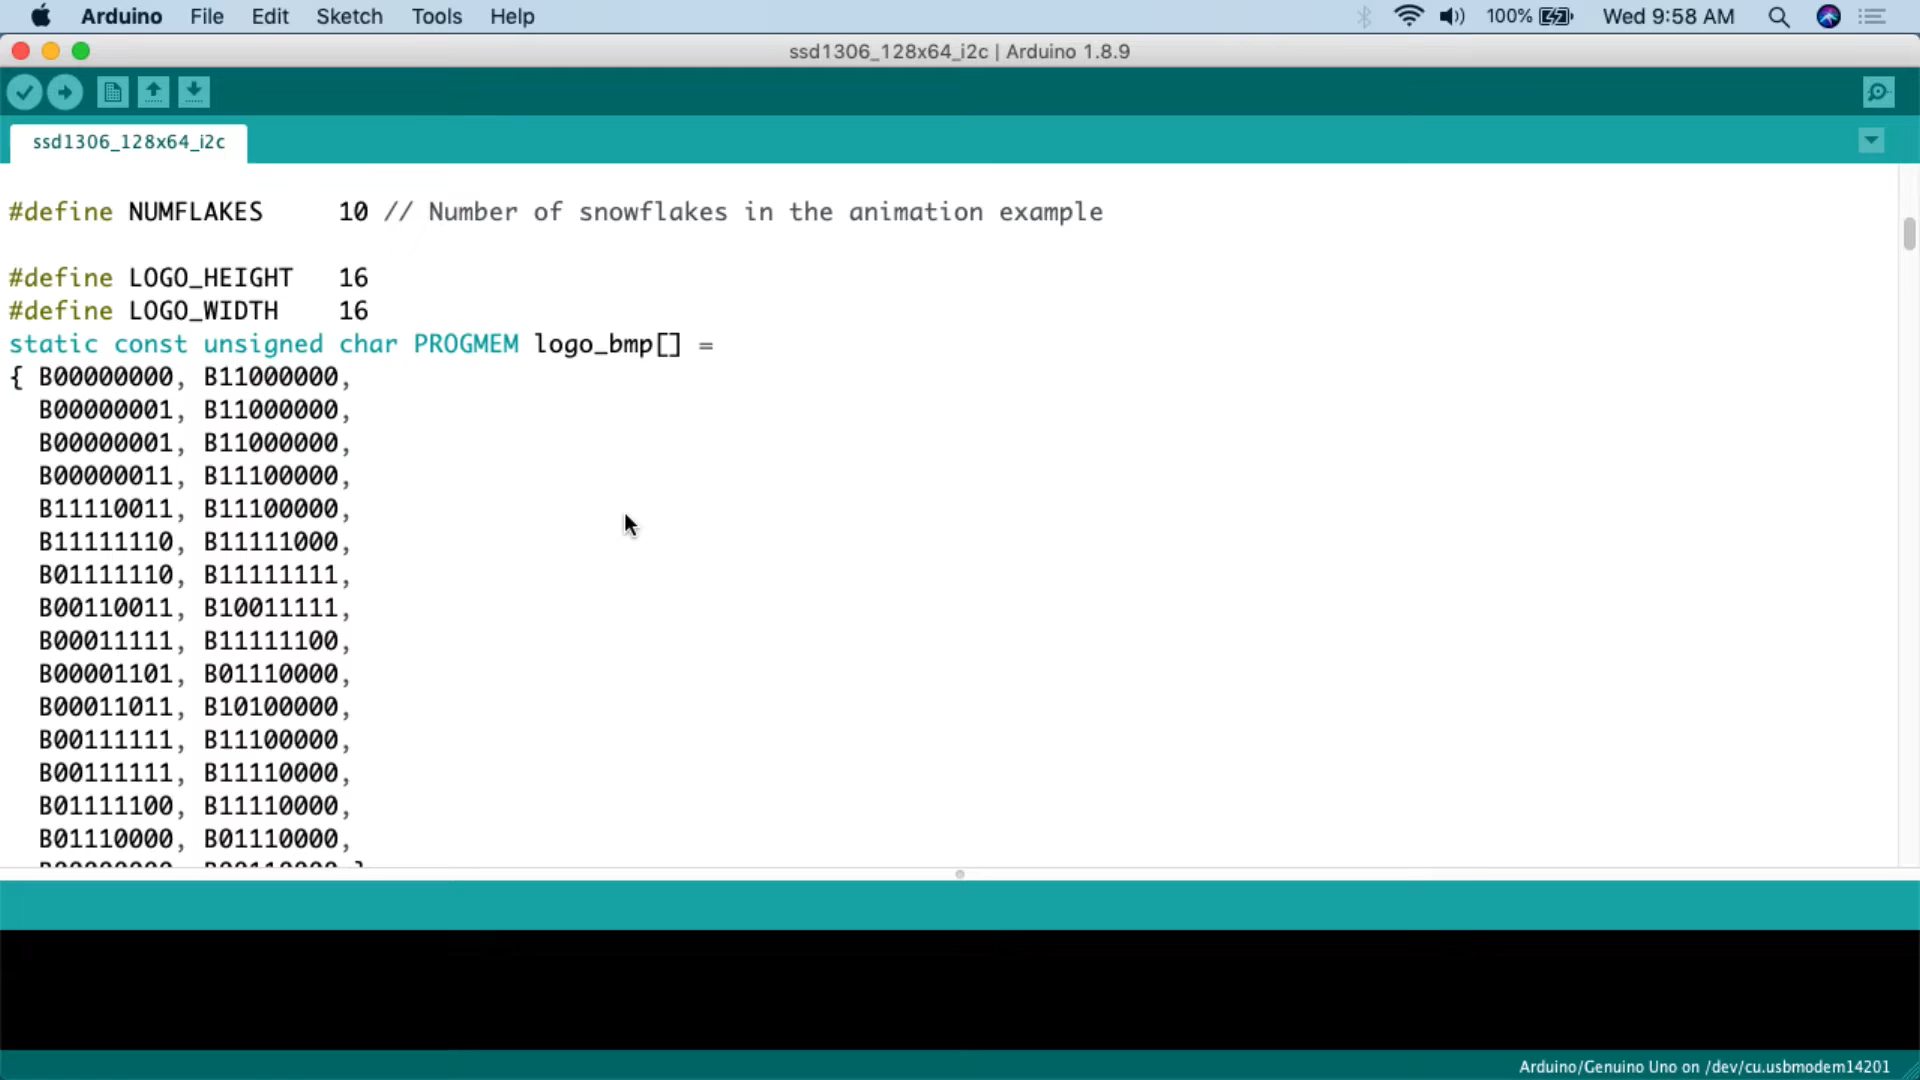 Arduino File Edit Sketch Tools Help 100% Wed 9:58 AM
ssd1306_128x64_i2c | Arduino 1.8.9
ssd1306_128x64_i2c
#define NUMFLAKES     10 // Number of snowflakes in the animation example
#define LOGO_HEIGHT   16
#define LOGO_WIDTH    16
static const unsigned char PROGMEM logo_bmp[] =
{ B00000000, B11000000,
  B00000001, B11000000,
  B00000001, B11000000,
  B00000011, B11100000,
  B11110011, B11100000,
  B11111110, B11111000,
  B01111110, B11111111,
  B00110011, B10011111,
  B00011111, B11111100,
  B00001101, B01110000,
  B00011011, B10100000,
  B00111111, B11100000,
  B00111111, B11110000,
  B01111100, B11110000,
  B01110000, B01110000,
Arduino/Genuino Uno on /dev/cu.usbmodem14201